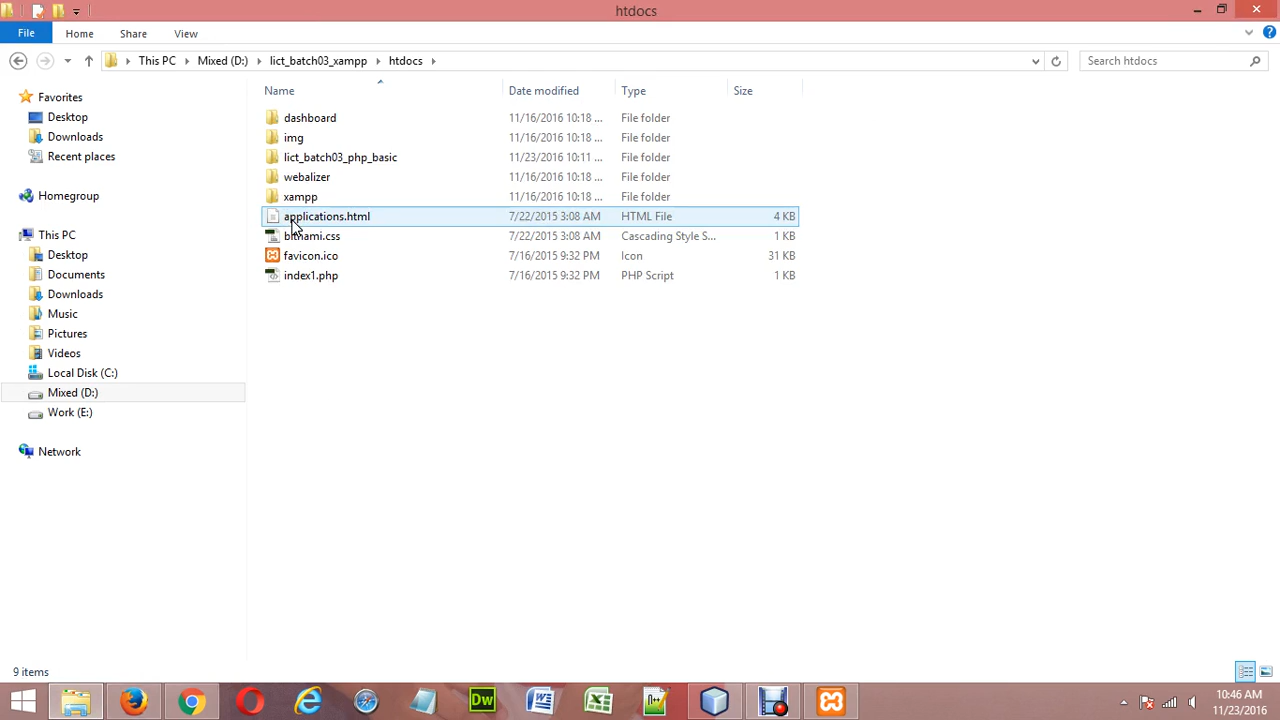 htdocs
File Home Share View
This PC Mixed (D:) lict_batch03_xampp htdocs Search htdocs
Name Date modified Type Size
Favorites
Desktop
Downloads
Recent places
Homegroup
This PC
Desktop
Documents
Downloads
Music
Pictures
Videos
Local Disk (C:)
Mixed (D:)
Work (E:)
Network
dashboard 11/16/2016 10:18 ... File folder
img 11/16/2016 10:18 ... File folder
lict_batch03_php_basic 11/23/2016 10:11 ... File folder
webalizer 11/16/2016 10:18 ... File folder
xampp 11/16/2016 10:18 ... File folder
applications.html 7/22/2015 3:08 AM HTML File 4 KB
bitnami.css 7/22/2015 3:08 AM Cascading Style S... 1 KB
favicon.ico 7/16/2015 9:32 PM Icon 31 KB
index1.php 7/16/2015 9:32 PM PHP Script 1 KB
9 items
Dw
10:46 AM
11/23/2016